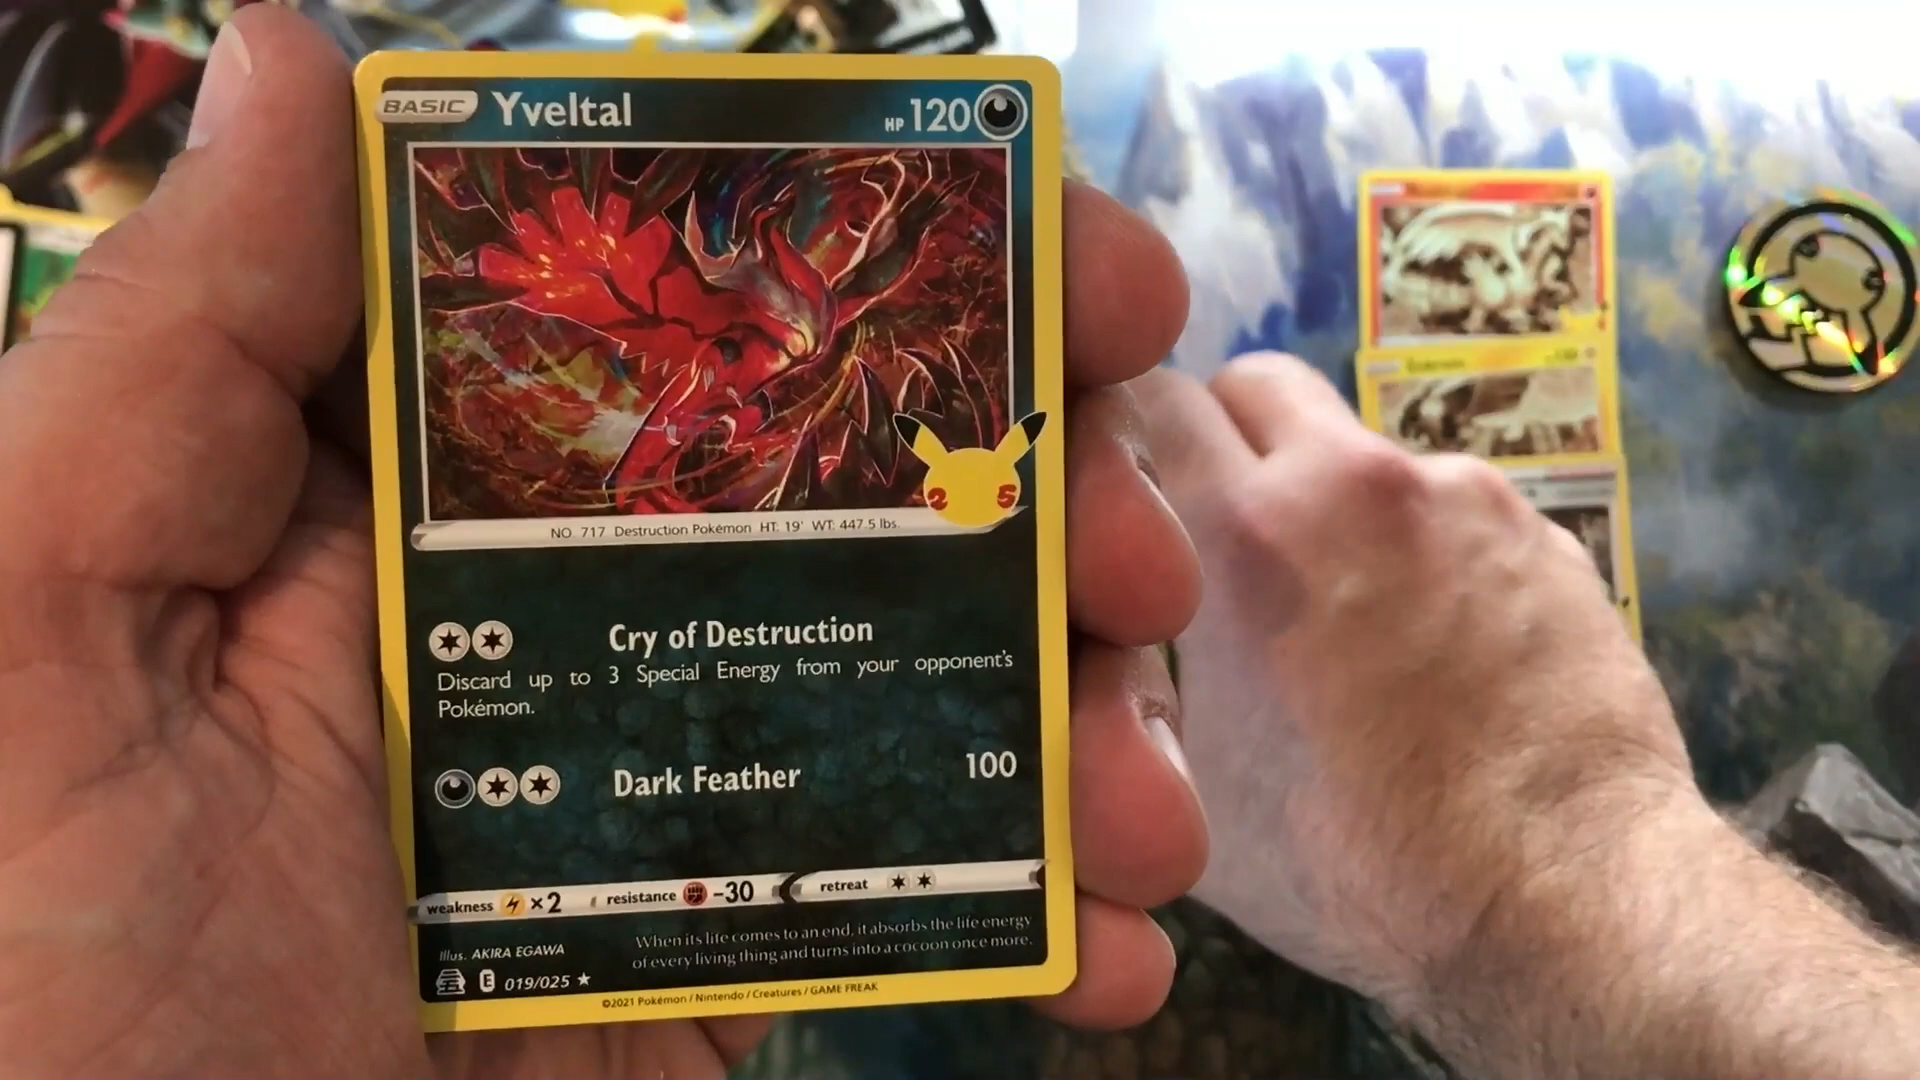 BASIC Yveltal HP 120
2 5
NO. 717 Destruction Pokémon HT: 19' WT: 447.5 lbs.
Cry of Destruction
Discard up to 3 Special Energy from your opponent's
Pokémon.
Dark Feather 100
weakness ×2 resistance -30 retreat
Illus. AKIRA EGAWA
When its life comes to an end, it absorbs the life energy
of every living thing and turns into a cocoon once more.
E 019/025 ★
©2021 Pokémon / Nintendo / Creatures / GAME FREAK